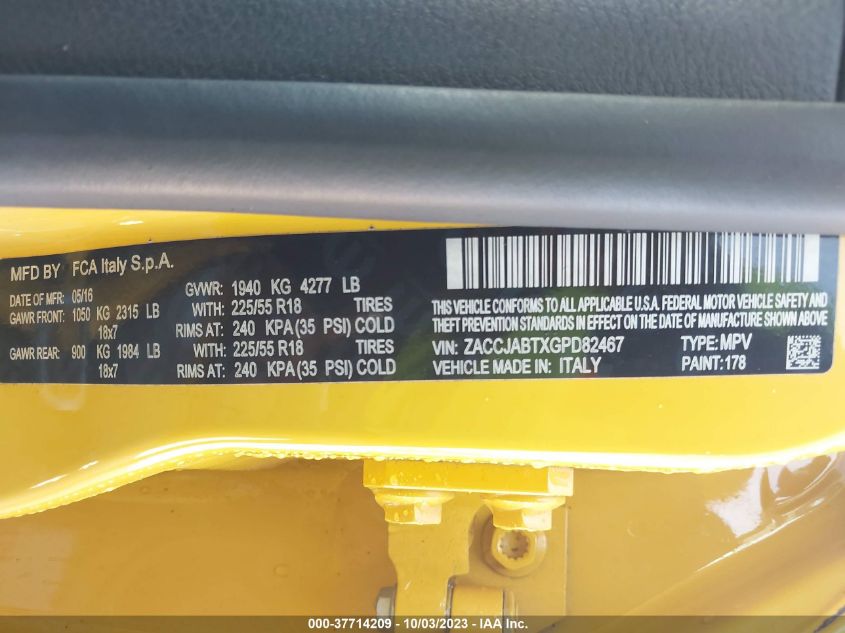 MFD BY FCA Italy S.p.A.
DATE OF MFR: 05/16 GVWR: 1940 KG 4277 LB
GAWR FRONT: 1050 KG 2315 LB WITH: 225/55 R18 TIRES
18x7 RIMS AT: 240 KPA(35 PSI) COLD
GAWR REAR: 900 KG 1984 LB WITH: 225/55 R18 TIRES
18x7 RIMS AT: 240 KPA(35 PSI) COLD
THIS VEHICLE CONFORMS TO ALL APPLICABLE U.S.A. FEDERAL MOTOR VEHICLE SAFETY AND
THEFT PREVENTION STANDARDS IN EFFECT ON THE DATE OF MANUFACTURE SHOWN ABOVE.
VIN: ZACCJABTXGPD82467 TYPE: MPV
VEHICLE MADE IN: ITALY PAINT: 178
000-37714209 - 10/03/2023 - IAA Inc.